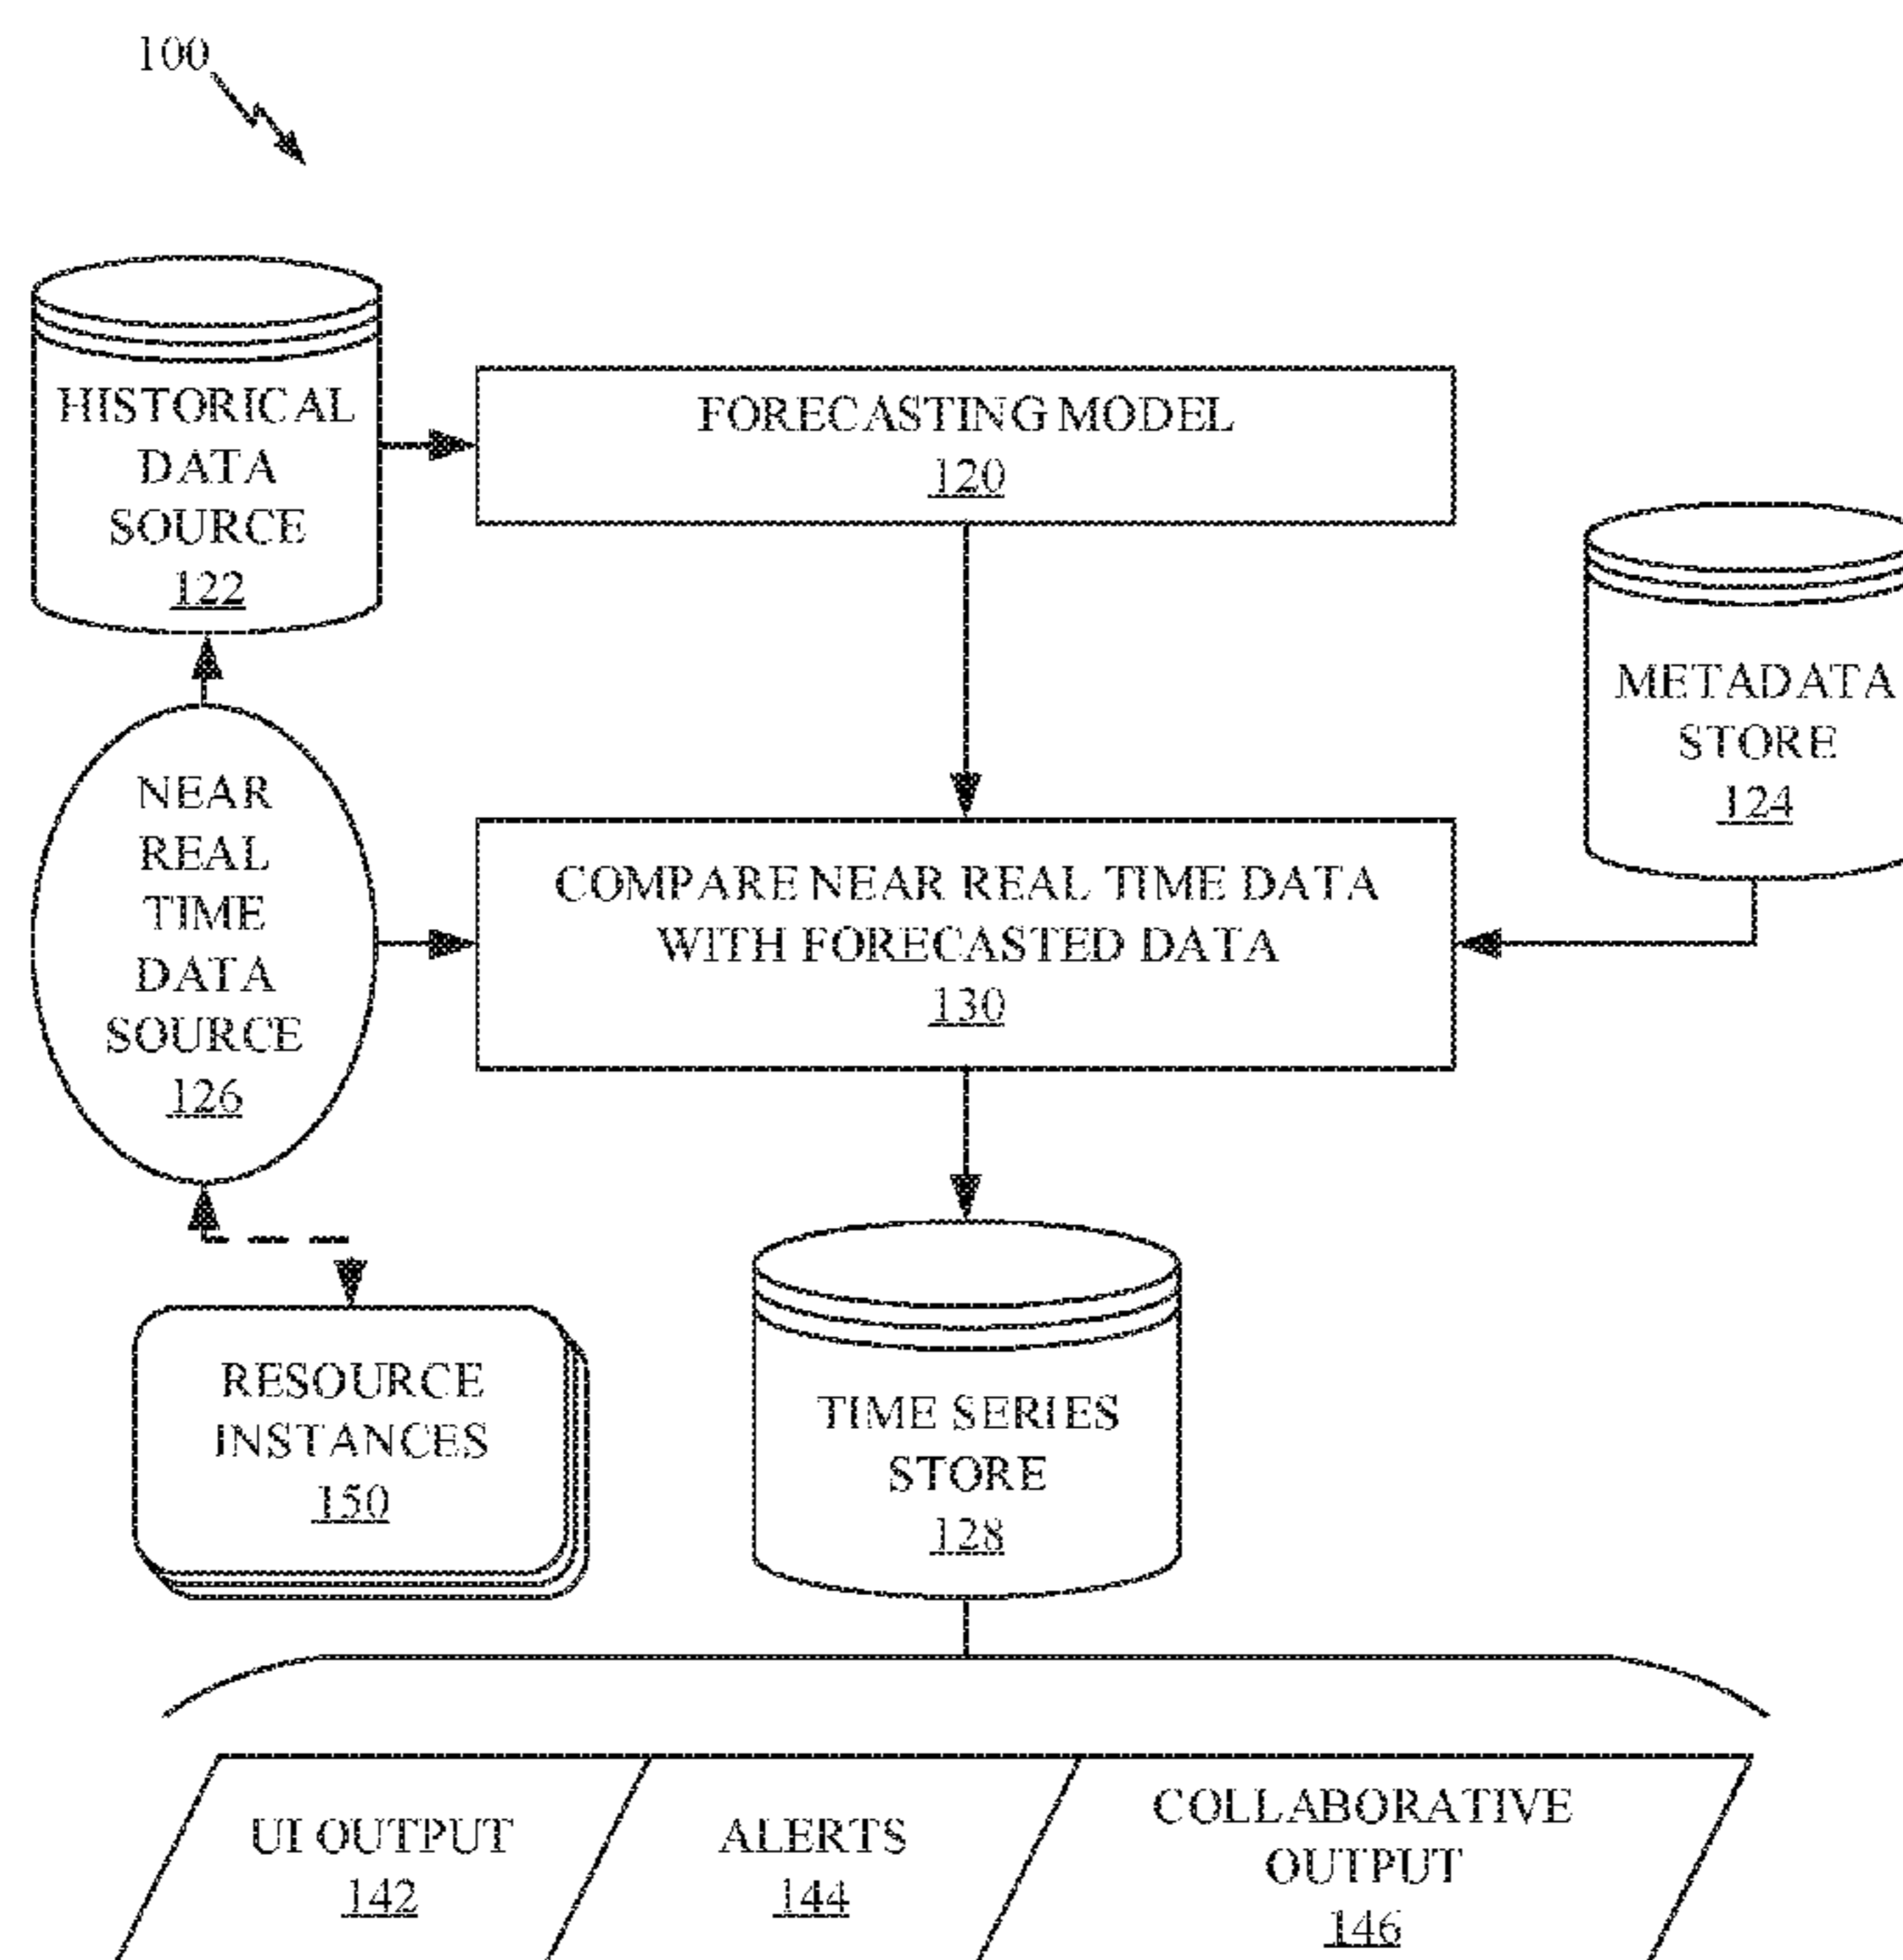 100
HISTORICAL
DATA
SOURCE
122
FORECASTING MODEL
120
METADATA
STORE
124
NEAR
REAL
TIME
DATA
SOURCE
126
COMPARE NEAR REAL TIME DATA
WITH FORECASTED DATA
130
RESOURCE
INSTANCES
150
TIME SERIES
STORE
128
UI OUTPUT
142
ALERTS
144
COLLABORATIVE
OUTPUT
146